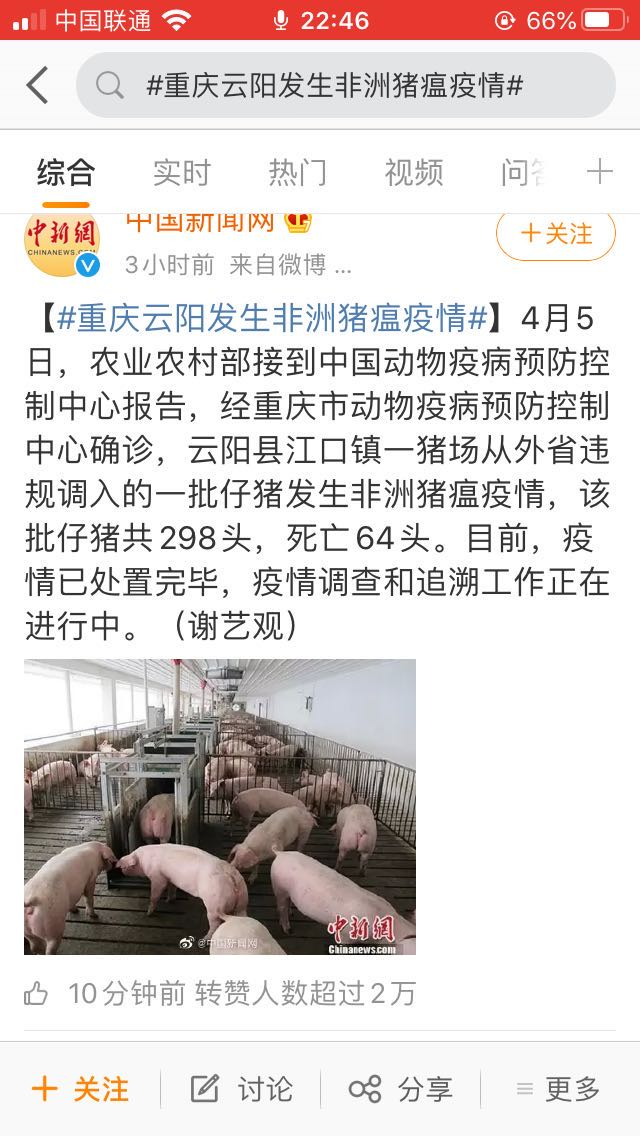 中国联通 22:46 66%
#重庆云阳发生非洲猪瘟疫情#
综合 实时 热门 视频 问答
中国新闻网
中新網
CHINANEWS.COM
+关注
3小时前 来自微博 ...
【#重庆云阳发生非洲猪瘟疫情#】4月5
日，农业农村部接到中国动物疫病预防控
制中心报告，经重庆市动物疫病预防控制
中心确诊，云阳县江口镇一猪场从外省违
规调入的一批仔猪发生非洲猪瘟疫情，该
批仔猪共298头，死亡64头。目前，疫
情已处置完毕，疫情调查和追溯工作正在
进行中。（谢艺观）
@中国新闻网
中新網
Chinanews.com
10分钟前 转赞人数超过2万
+ 关注 讨论 分享 更多